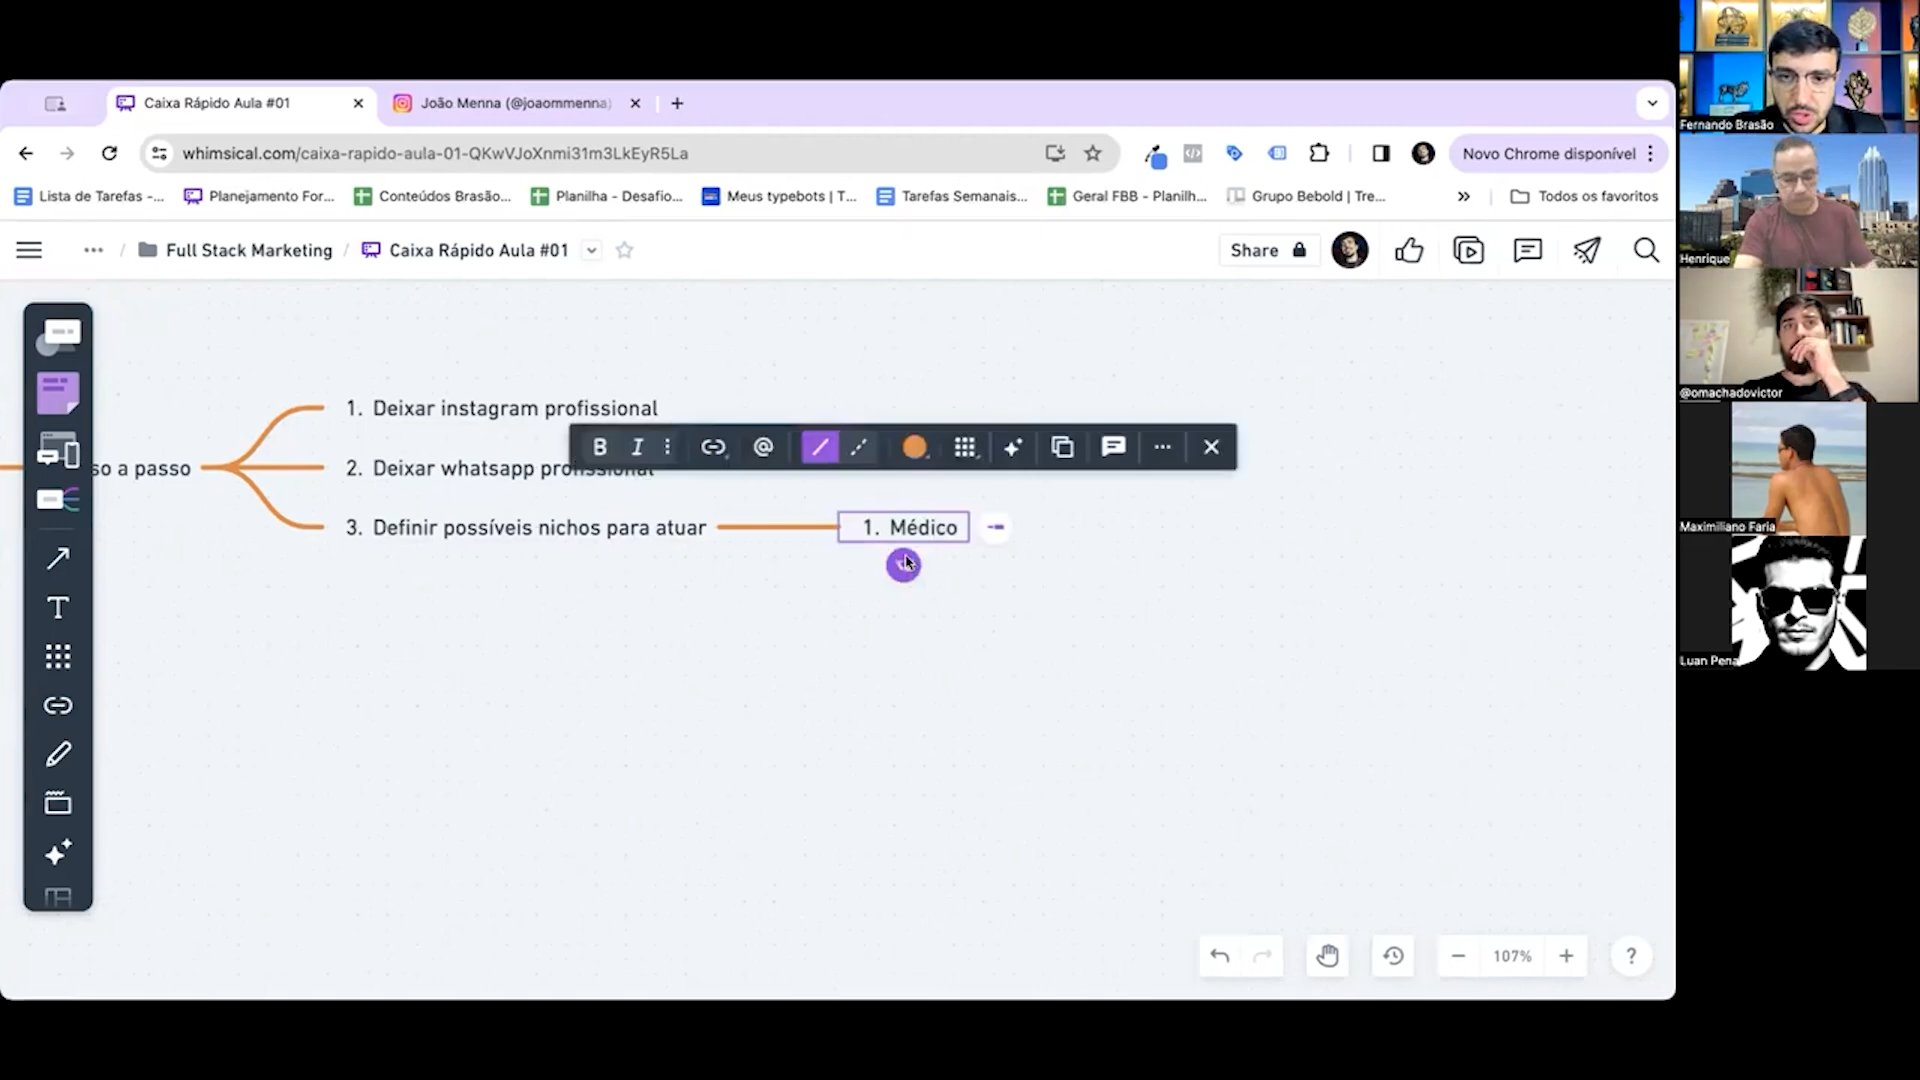 Caixa Rápido Aula #01
João Menna (@joaommenna)
whimsical.com/caixa-rapido-aula-01-QKwVJoXnmi31m3LkEyR5La
Novo Chrome disponível
Lista de Tarefas -...
Planejamento For...
Conteúdos Brasão...
Planilha - Desafio...
Meus typebots | T...
Tarefas Semanais...
Geral FBB - Planilh...
Grupo Bebold | Tre...
Todos os favoritos
Full Stack Marketing / Caixa Rápido Aula #01
Share
so a passo
1. Deixar instagram profissional
2. Deixar whatsapp profissional
3. Definir possíveis nichos para atuar
1. Médico
B I
T
107%
?
Fernando Brasão
Henrique
@omachadovictor
Maximiliano Faria
Luan Pena